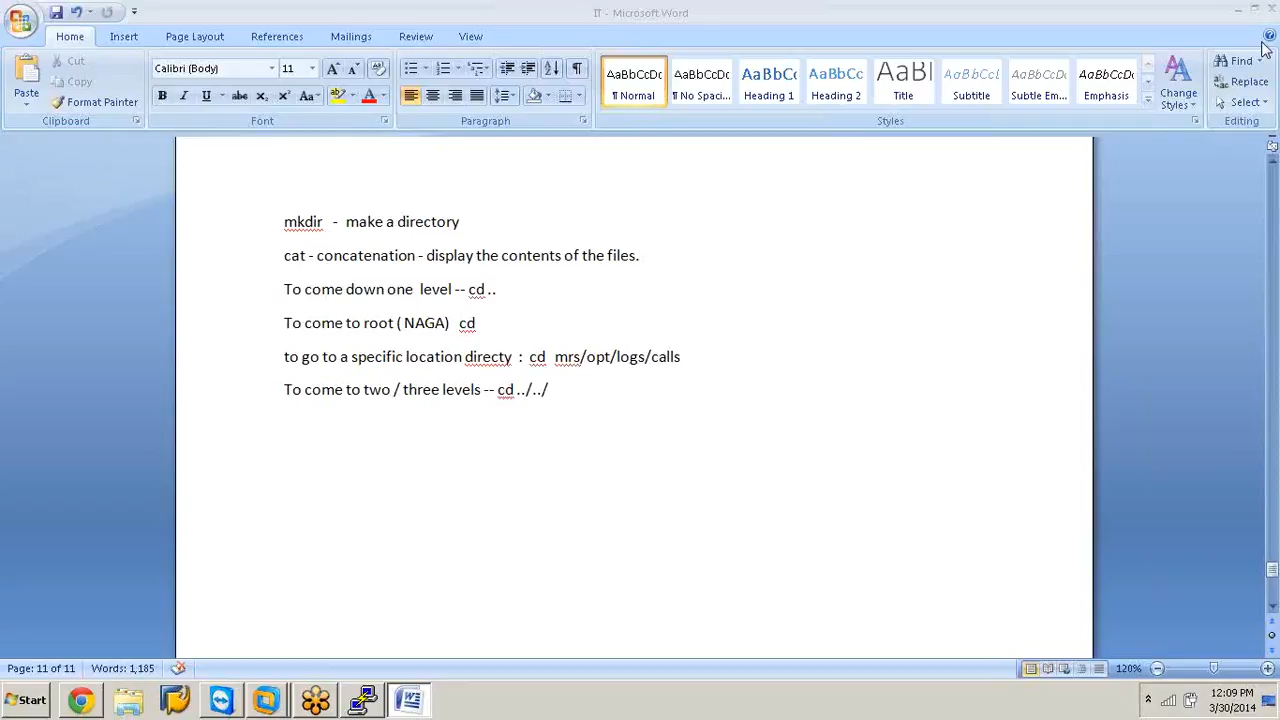 IT - Microsoft Word
Home Insert Page Layout References Mailings Review View
Paste
Cut
Copy
Format Painter
Clipboard
Calibri (Body) 11
B I U abe x₂ x² Aa A
Font
Paragraph
AaBbCcDc AaBbCcDc AaBbCc AaBbCc AaBl AaBbCcL AaBbCcDc AaBbCcDc
¶ Normal ¶ No Spaci... Heading 1 Heading 2 Title Subtitle Subtle Em... Emphasis
Change Styles
Styles
Find
Replace
Select
Editing
mkdir - make a directory
cat - concatenation - display the contents of the files.
To come down one level -- cd ..
To come to root ( NAGA) cd
to go to a specific location directy : cd mrs/opt/logs/calls
To come to two / three levels -- cd ../../
Page: 11 of 11 Words: 1,185 120%
Start 12:09 PM
3/30/2014